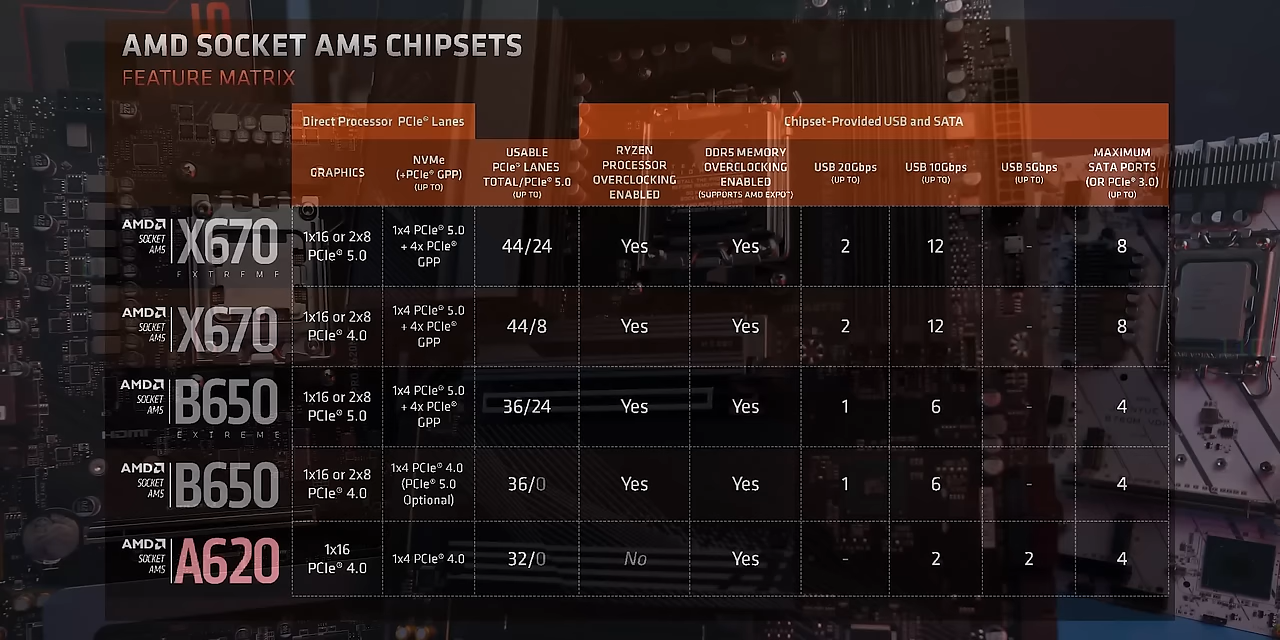 AMD SOCKET AM5 CHIPSETS
FEATURE MATRIX
Direct Processor PCIe® Lanes
Chipset-Provided USB and SATA
GRAPHICS
NVMe
(+PCIe® GPP)
(UP TO)
USABLE
PCIe® LANES
TOTAL/PCIe® 5.0
(UP TO)
RYZEN
PROCESSOR
OVERCLOCKING
ENABLED
DDR5 MEMORY
OVERCLOCKING
ENABLED
(SUPPORTS AMD EXPO™)
USB 20Gbps
(UP TO)
USB 10Gbps
(UP TO)
USB 5Gbps
(UP TO)
MAXIMUM
SATA PORTS
(OR PCIe® 3.0)
(UP TO)
AMD
SOCKET
AM5
X670
EXTREME
1x16 or 2x8
PCIe® 5.0
1x4 PCIe® 5.0
+ 4x PCIe®
GPP
44/24
Yes
Yes
2
12
-
8
AMD
SOCKET
AM5
X670
1x16 or 2x8
PCIe® 4.0
1x4 PCIe® 5.0
+ 4x PCIe®
GPP
44/8
Yes
Yes
2
12
-
8
AMD
SOCKET
AM5
B650
EXTREME
1x16 or 2x8
PCIe® 5.0
1x4 PCIe® 5.0
+ 4x PCIe®
GPP
36/24
Yes
Yes
1
6
-
4
AMD
SOCKET
AM5
B650
1x16 or 2x8
PCIe® 4.0
1x4 PCIe® 4.0
(PCIe® 5.0
Optional)
36/0
Yes
Yes
1
6
-
4
AMD
SOCKET
AM5
A620
1x16
PCIe® 4.0
1x4 PCIe® 4.0
32/0
No
Yes
-
2
2
4
HDMI